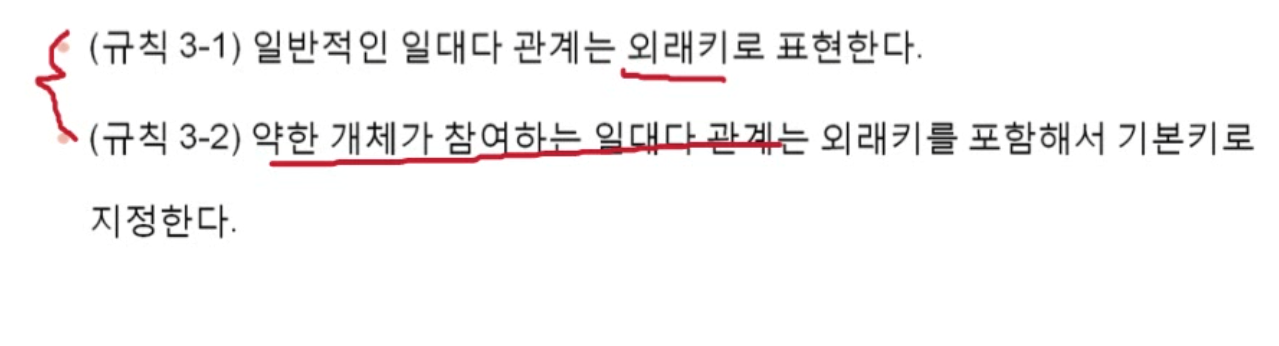 (규칙 3-1) 일반적인 일대다 관계는 외래키로 표현한다.
(규칙 3-2) 약한 개체가 참여하는 일대다 관계는 외래키를 포함해서 기본키로
지정한다.